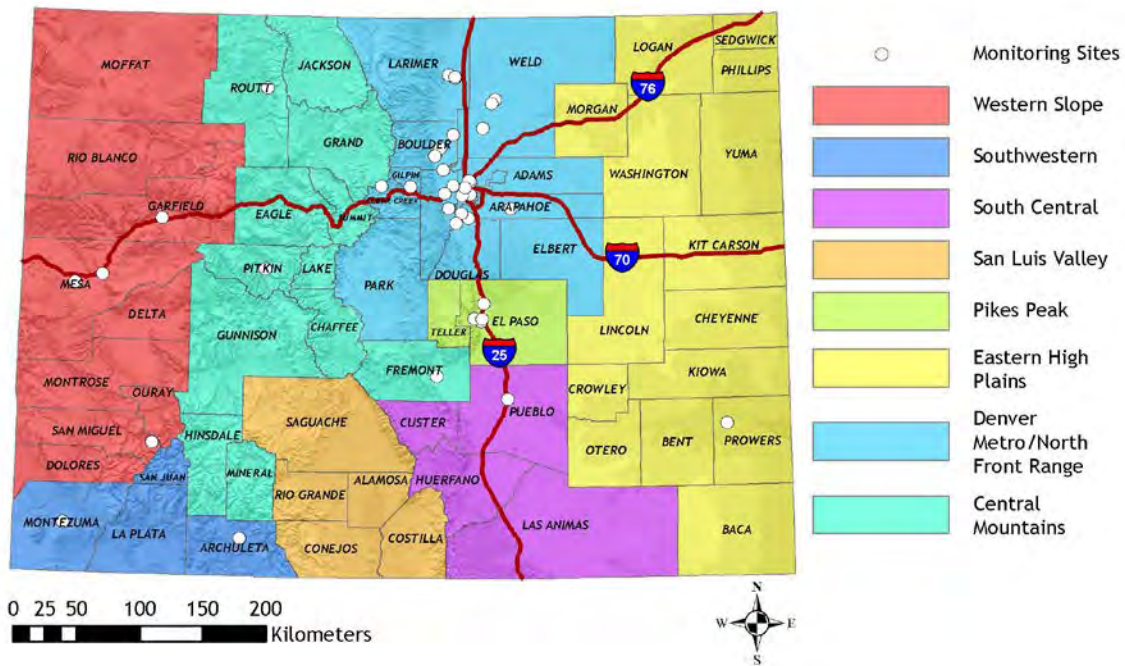 MOFFAT
JACKSON
LARIMER
WELD
LOGAN
SEDGWICK
PHILLIPS
ROUTT
76
MORGAN
GRAND
BOULDER
RIO BLANCO
YUMA
GILPIN
ADAMS
WASHINGTON
CLEAR CREEK
GARFIELD
EAGLE
SUMMIT
ARAPAHOE
KIT CARSON
ELBERT
70
PITKIN
LAKE
DOUGLAS
MESA
PARK
DELTA
TELLER
EL PASO
LINCOLN
CHEYENNE
GUNNISON
CHAFFEE
25
FREMONT
KIOWA
MONTROSE
OURAY
CROWLEY
PUEBLO
SAGUACHE
CUSTER
SAN MIGUEL
HINSDALE
OTERO
BENT
PROWERS
DOLORES
SAN JUAN
MINERAL
RIO GRANDE
ALAMOSA
HUERFANO
MONTEZUMA
LA PLATA
ARCHULETA
CONEJOS
COSTILLA
LAS ANIMAS
BACA
Monitoring Sites
Western Slope
Southwestern
South Central
San Luis Valley
Pikes Peak
Eastern High
Plains
Denver
Metro/North
Front Range
Central
Mountains
0 25 50 100 150 200
Kilometers
N
W E
S